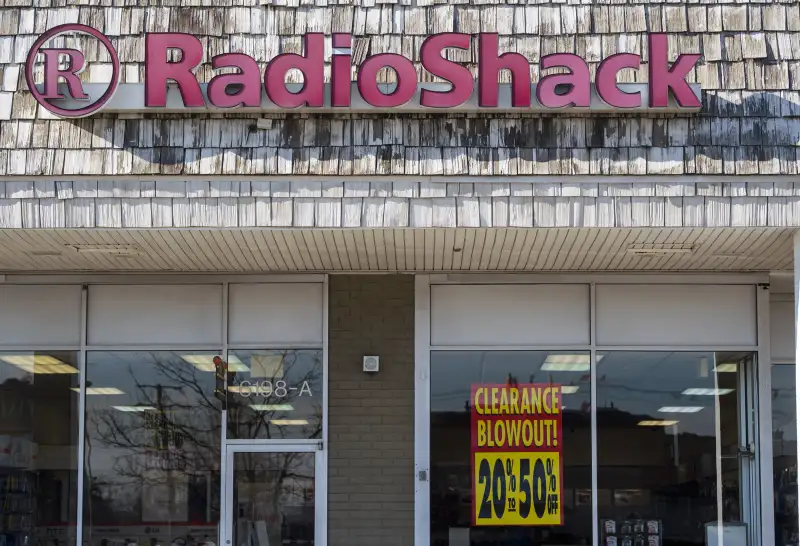 R RadioShack
6198-A
CLEARANCE
BLOWOUT!
20% TO 50% OFF